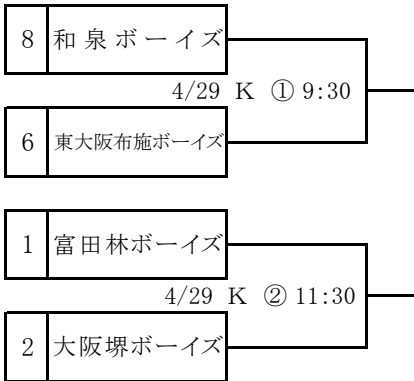 8 和泉ボーイズ
4/29 K ① 9:30
6 東大阪布施ボーイズ
1 富田林ボーイズ
4/29 K ② 11:30
2 大阪堺ボーイズ